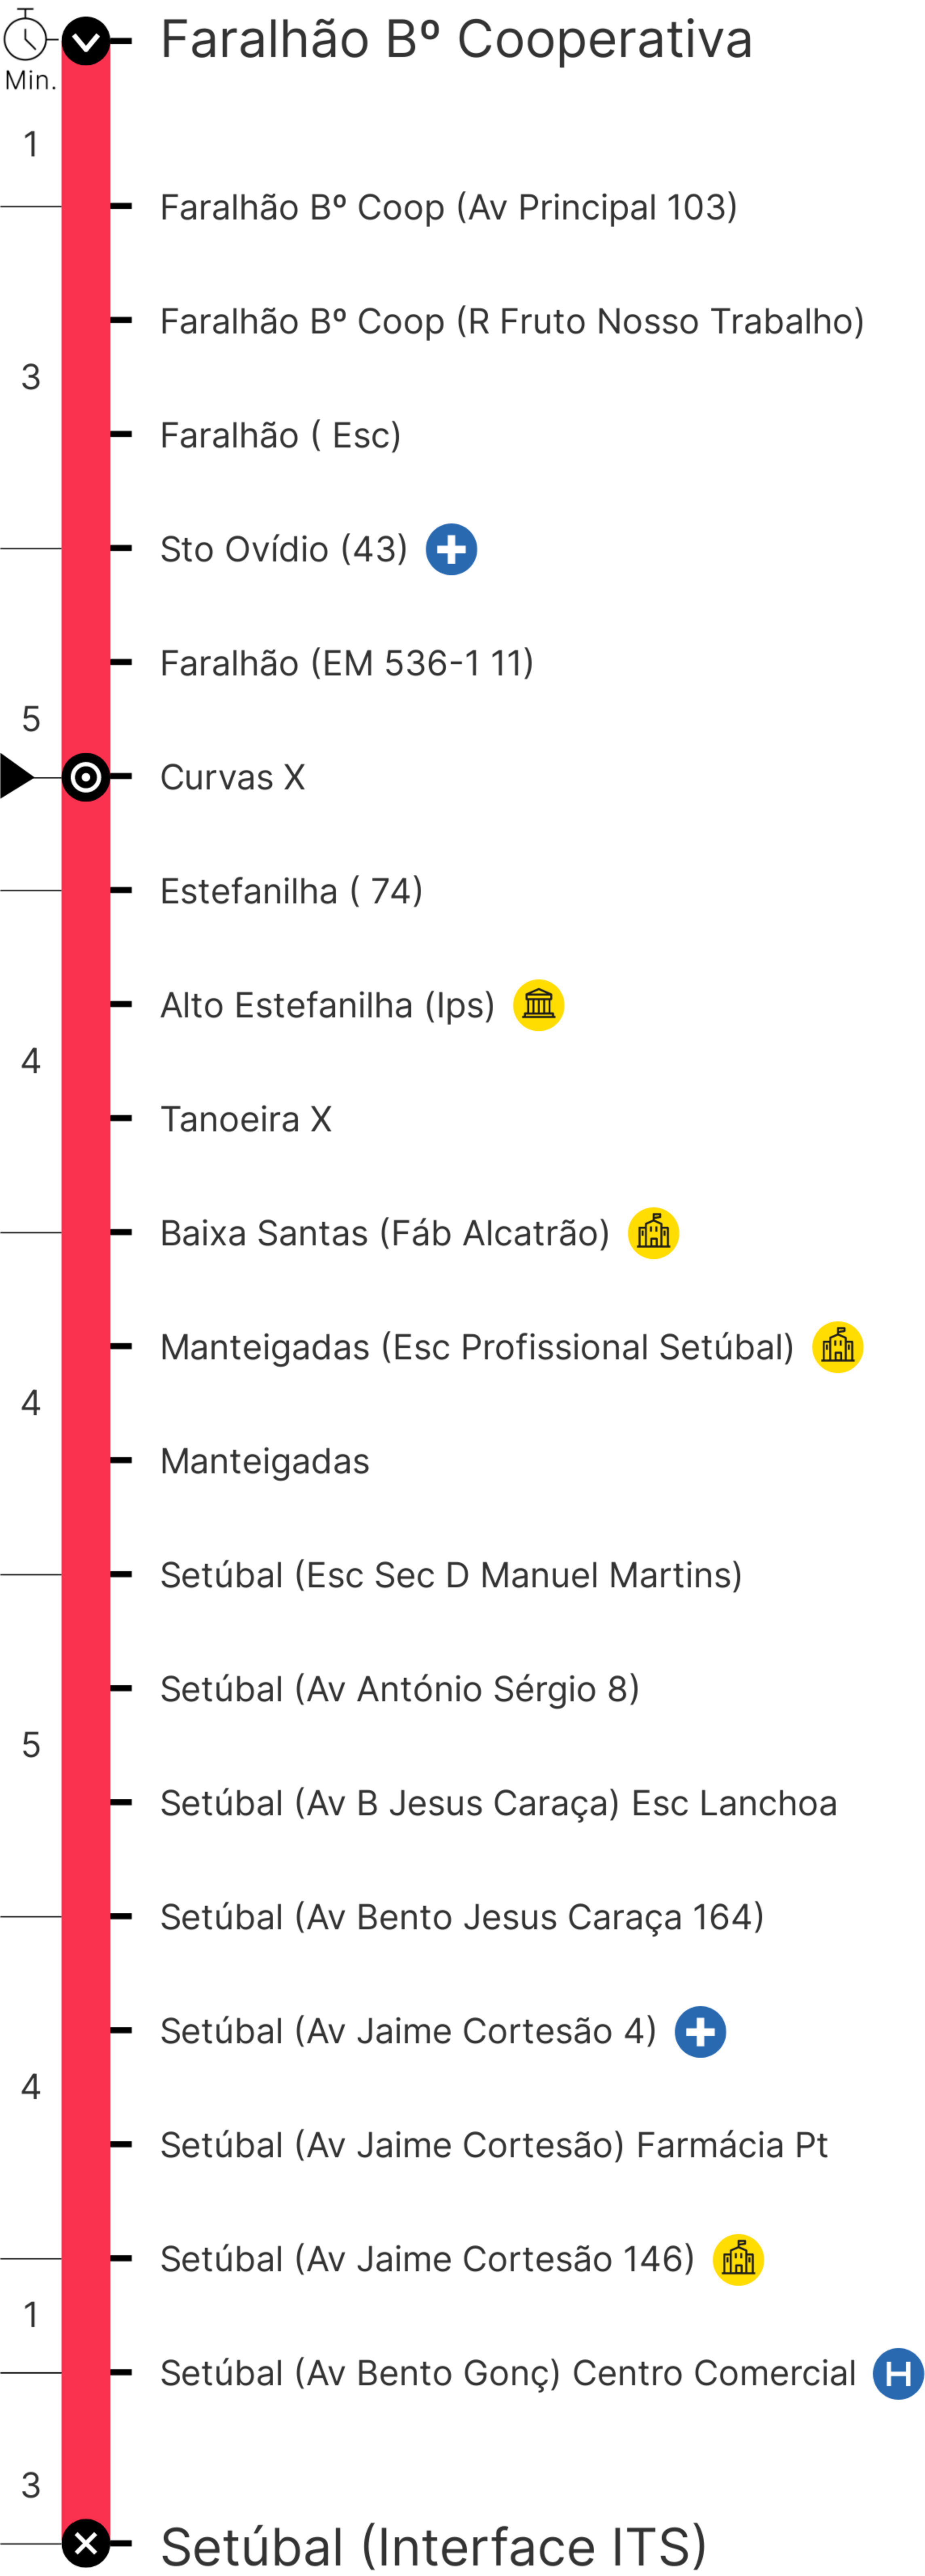 Faralhão Bº Cooperativa
Min.
1
Faralhão Bº Coop (Av Principal 103)
Faralhão Bº Coop (R Fruto Nosso Trabalho)
3
Faralhão ( Esc)
Sto Ovídio (43)
Faralhão (EM 536-1 11)
5
Curvas X
Estefanilha ( 74)
Alto Estefanilha (Ips)
4
Tanoeira X
Baixa Santas (Fáb Alcatrão)
Manteigadas (Esc Profissional Setúbal)
4
Manteigadas
Setúbal (Esc Sec D Manuel Martins)
Setúbal (Av António Sérgio 8)
5
Setúbal (Av B Jesus Caraça) Esc Lanchoa
Setúbal (Av Bento Jesus Caraça 164)
Setúbal (Av Jaime Cortesão 4)
4
Setúbal (Av Jaime Cortesão) Farmácia Pt
Setúbal (Av Jaime Cortesão 146)
1
Setúbal (Av Bento Gonç) Centro Comercial H
3
Setúbal (Interface ITS)